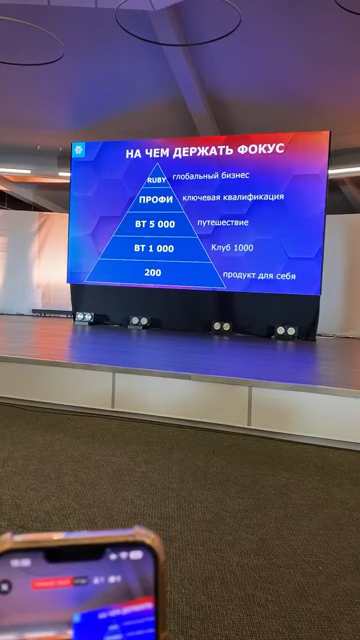 НА ЧЕМ ДЕРЖАТЬ ФОКУС
RUBY глобальный бизнес
ПРОФИ ключевая квалификация
ВТ 5 000 путешествие
ВТ 1 000 Клуб 1000
200 продукт для себя